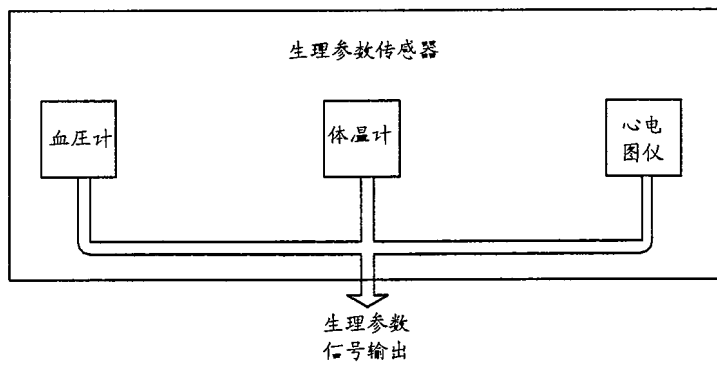 生理参数传感器
血压计
体温计
心电
图仪
生理参数
信号输出